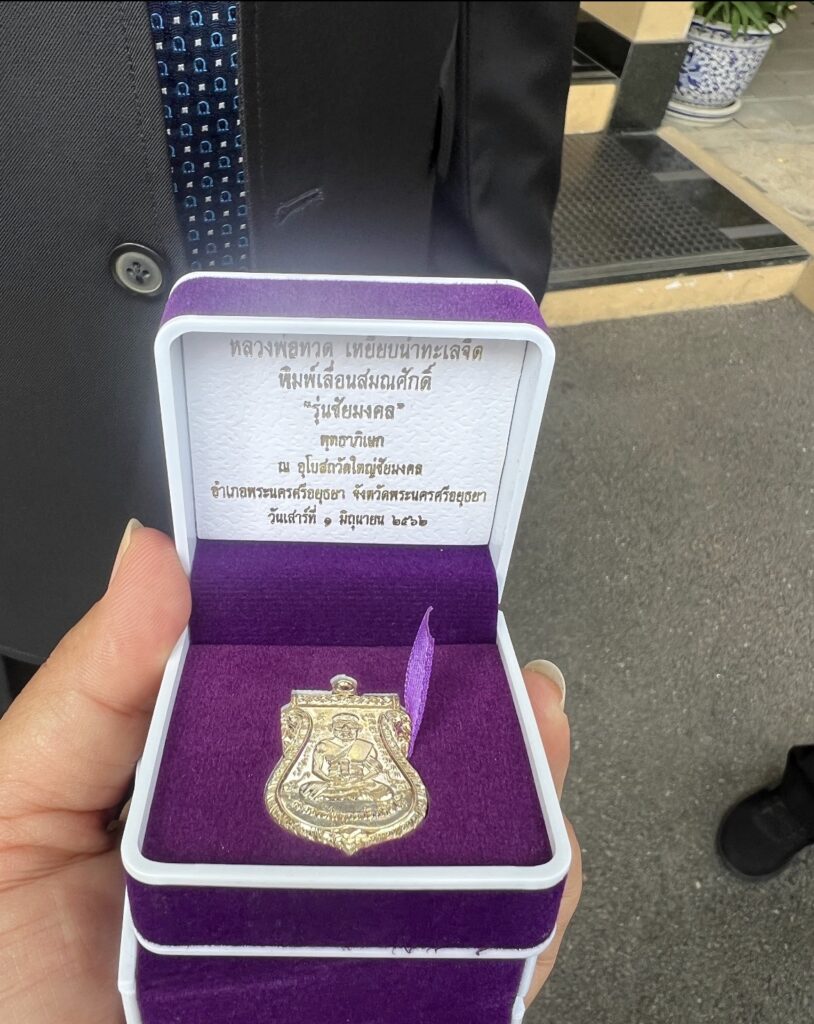 หลวงพ่อทวด เหยียบน้ำทะเลจืด
พิมพ์เลื่อนสมณศักดิ์
"รุ่นชัยมงคล"
พุทธาภิเษก
ณ อุโบสถวัดใหญ่ชัยมงคล
อำเภอพระนครศรีอยุธยา จังหวัดพระนครศรีอยุธยา
วันเสาร์ที่ ๑ มิถุนายน ๒๕๖๒